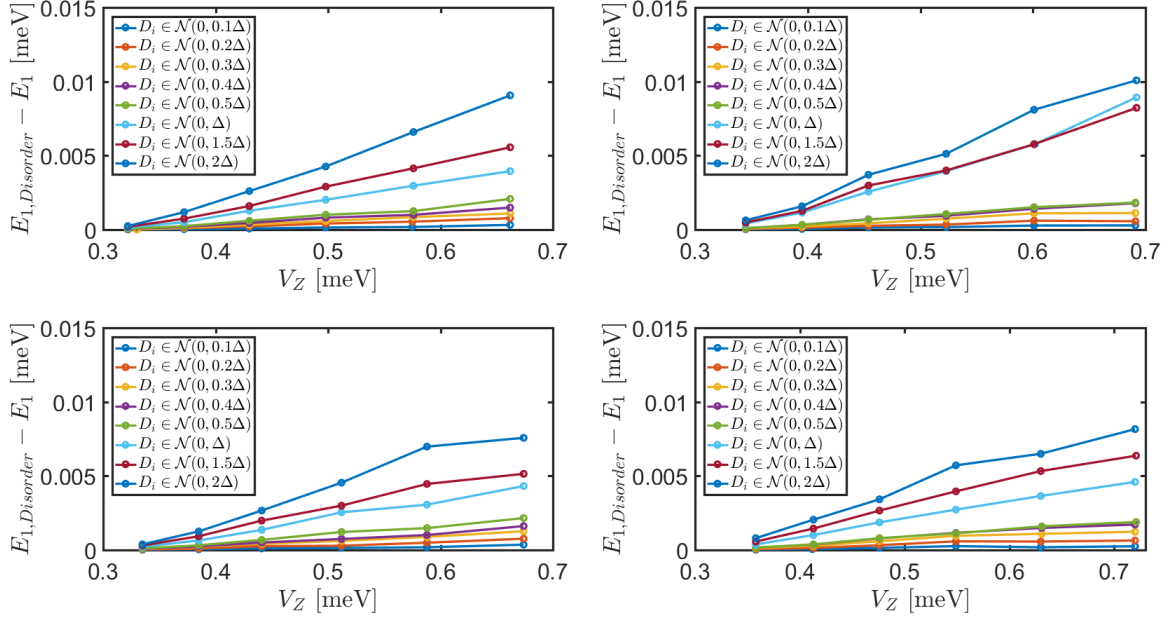 0.015
0.01
0.005
0
E_{1,Disorder} − E_1 [meV]
D_i ∈ 𝒩(0, 0.1Δ)
D_i ∈ 𝒩(0, 0.2Δ)
D_i ∈ 𝒩(0, 0.3Δ)
D_i ∈ 𝒩(0, 0.4Δ)
D_i ∈ 𝒩(0, 0.5Δ)
D_i ∈ 𝒩(0, Δ)
D_i ∈ 𝒩(0, 1.5Δ)
D_i ∈ 𝒩(0, 2Δ)
0.3 0.4 0.5 0.6 0.7
V_Z [meV]
0.015
0.01
0.005
0
E_{1,Disorder} − E_1 [meV]
D_i ∈ 𝒩(0, 0.1Δ)
D_i ∈ 𝒩(0, 0.2Δ)
D_i ∈ 𝒩(0, 0.3Δ)
D_i ∈ 𝒩(0, 0.4Δ)
D_i ∈ 𝒩(0, 0.5Δ)
D_i ∈ 𝒩(0, Δ)
D_i ∈ 𝒩(0, 1.5Δ)
D_i ∈ 𝒩(0, 2Δ)
0.3 0.4 0.5 0.6 0.7
V_Z [meV]
0.015
0.01
0.005
0
E_{1,Disorder} − E_1 [meV]
D_i ∈ 𝒩(0, 0.1Δ)
D_i ∈ 𝒩(0, 0.2Δ)
D_i ∈ 𝒩(0, 0.3Δ)
D_i ∈ 𝒩(0, 0.4Δ)
D_i ∈ 𝒩(0, 0.5Δ)
D_i ∈ 𝒩(0, Δ)
D_i ∈ 𝒩(0, 1.5Δ)
D_i ∈ 𝒩(0, 2Δ)
0.3 0.4 0.5 0.6 0.7
V_Z [meV]
0.015
0.01
0.005
0
E_{1,Disorder} − E_1 [meV]
D_i ∈ 𝒩(0, 0.1Δ)
D_i ∈ 𝒩(0, 0.2Δ)
D_i ∈ 𝒩(0, 0.3Δ)
D_i ∈ 𝒩(0, 0.4Δ)
D_i ∈ 𝒩(0, 0.5Δ)
D_i ∈ 𝒩(0, Δ)
D_i ∈ 𝒩(0, 1.5Δ)
D_i ∈ 𝒩(0, 2Δ)
0.3 0.4 0.5 0.6 0.7
V_Z [meV]